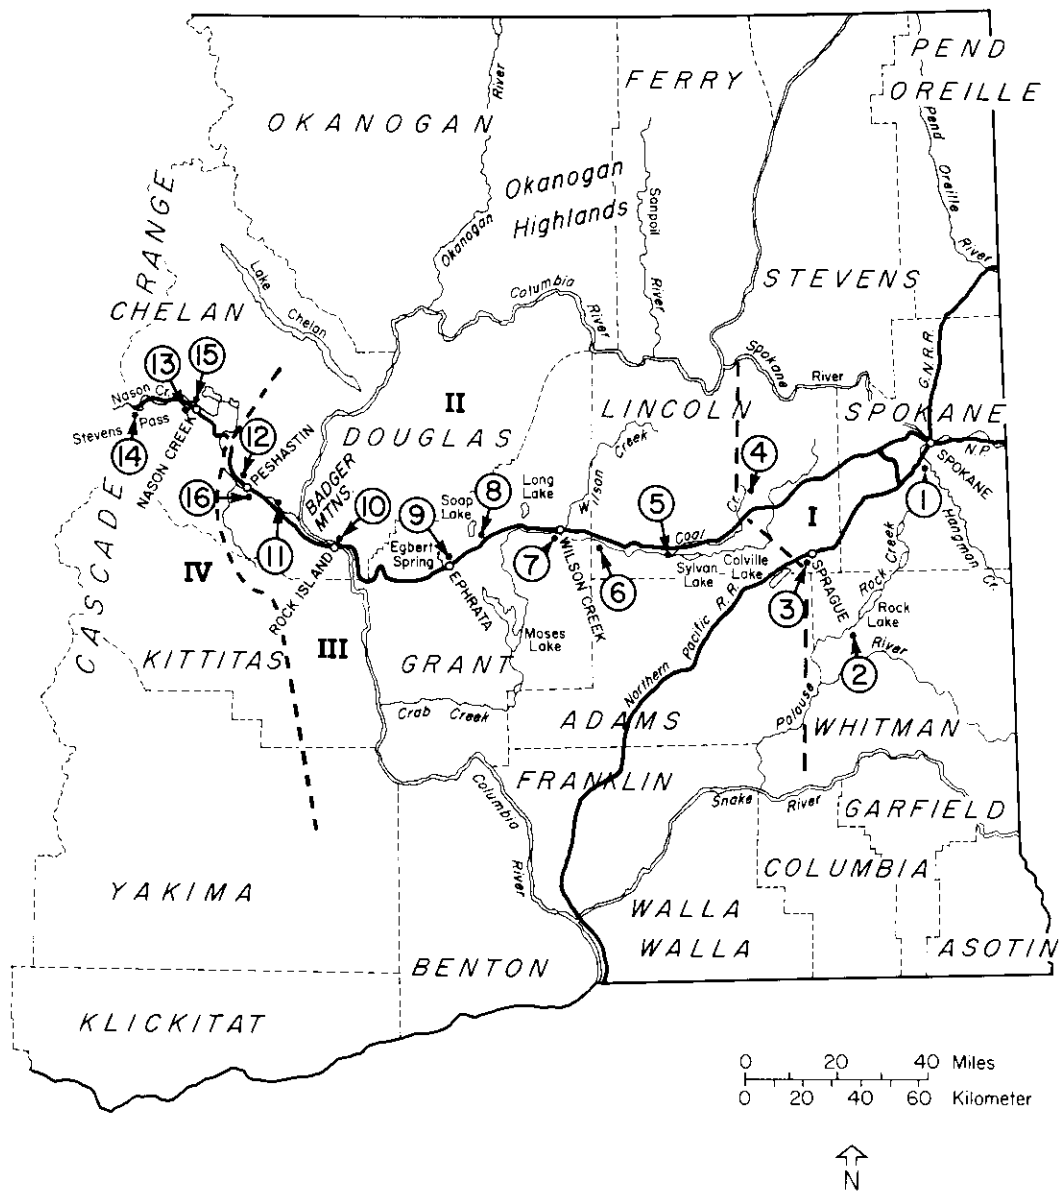 PEND
OREILLE
FERRY
OKANOGAN
River
Pend
Oreille
River
Okanogan
Highlands
Sanpoil
River
Okanogan
STEVENS
RANGE
Lake
Chelan
CHELAN
Columbia
River
G.N.R.R.
Spokane
River
13
15
Nason Cr.
II
LINCOLN
SPOKANE
Stevens Pass
14
NASON CREEK
12
PESHASTIN
DOUGLAS
Wilson Creek
4
N.P.
SPOKANE
16
BADGER
MTNS.
10
Soap
Lake
8
Long
Lake
5
Cr.
I
1
11
9
Egbert
Spring
7
WILSON CREEK
Coal
Hangman Cr.
IV
CASCADE
ROCK ISLAND
EPHRATA
6
Sylvan
Lake
Colville
Lake
3
SPRAGUE
Rock Creek
Rock
Lake
III
Moses
Lake
Northern Pacific R.R.
2
River
KITTITAS
GRANT
Crab Creek
ADAMS
Palouse
WHITMAN
FRANKLIN
Columbia
River
Snake River
GARFIELD
COLUMBIA
YAKIMA
WALLA
WALLA
ASOTIN
BENTON
KLICKITAT
0 20 40 Miles
0 20 40 60 Kilometer
N